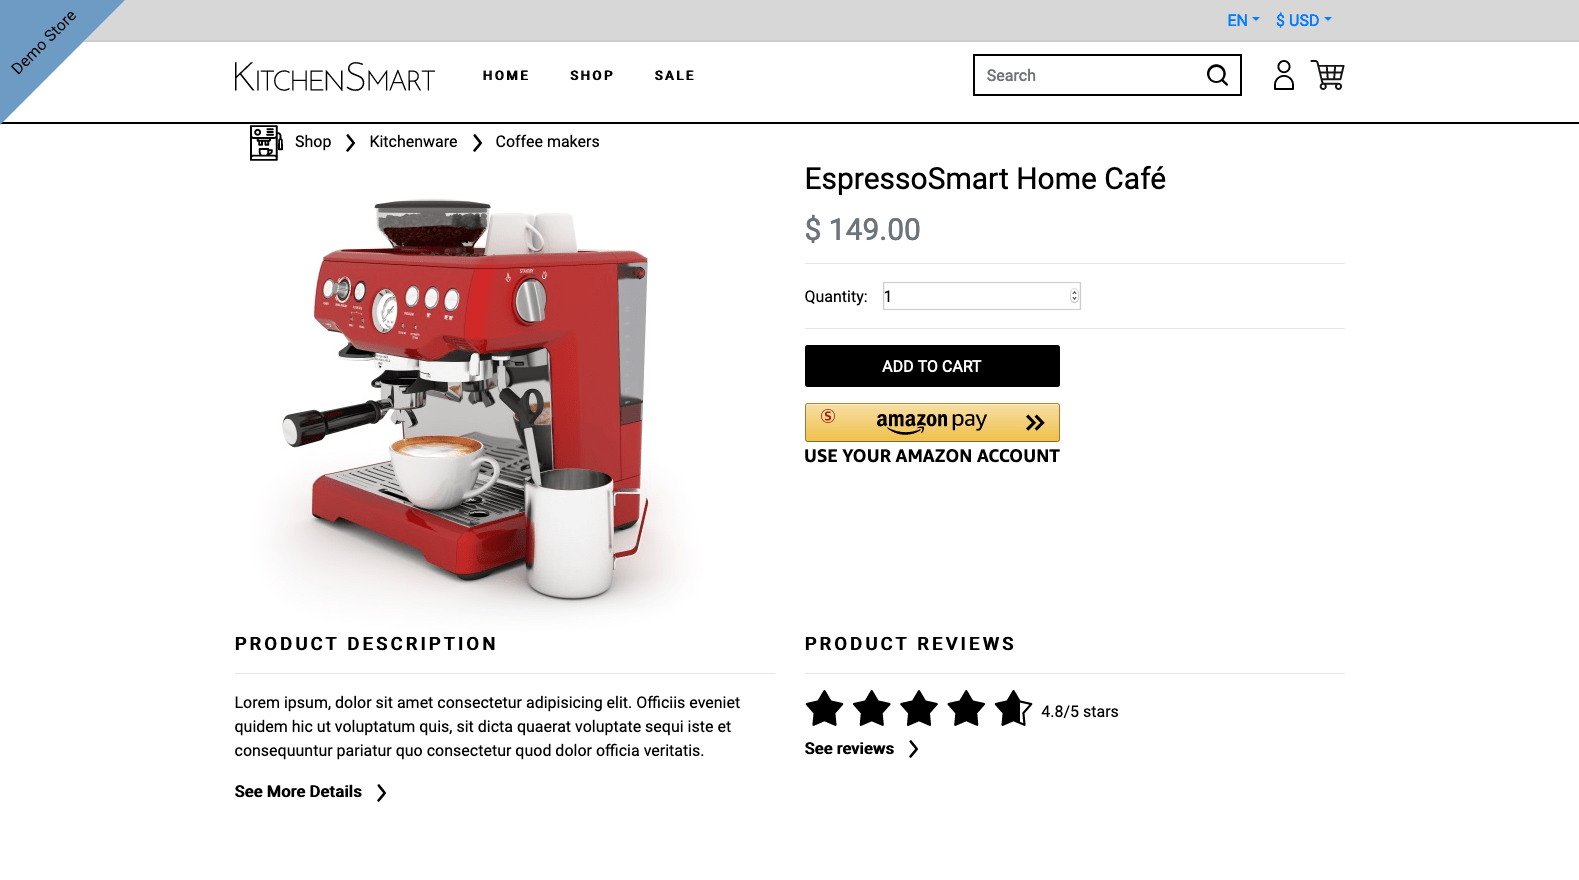 Demo Store
EN $ USD
KITCHENSMART HOME SHOP SALE Search
Shop Kitchenware Coffee makers
EspressoSmart Home Café
$ 149.00
STANDBY
Quantity: 1
ADD TO CART
S amazon pay
USE YOUR AMAZON ACCOUNT
PRODUCT DESCRIPTION
Lorem ipsum, dolor sit amet consectetur adipisicing elit. Officiis eveniet
quidem hic ut voluptatum quis, sit dicta quaerat voluptate sequi iste et
consequuntur pariatur quo consectetur quod dolor officia veritatis.
See More Details
PRODUCT REVIEWS
4.8/5 stars
See reviews